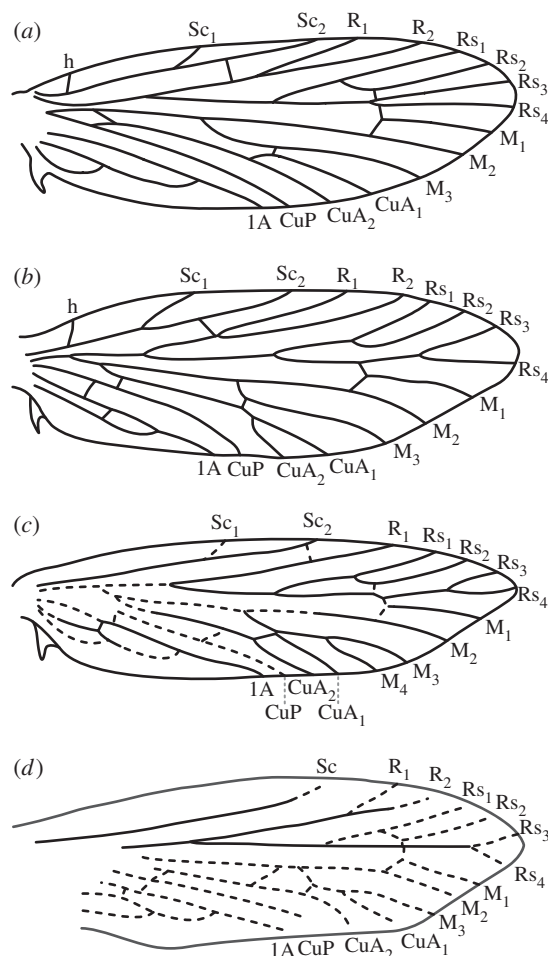 (a)
h Sc1 Sc2 R1 R2 Rs1 Rs2 Rs3 Rs4 M1 M2 M3 CuA1 CuA2 CuP 1A
(b)
h Sc1 Sc2 R1 R2 Rs1 Rs2 Rs3 Rs4 M1 M2 M3 CuA1 CuA2 CuP 1A
(c)
Sc1 Sc2 R1 Rs1 Rs2 Rs3 Rs4 M1 M2 M3 M4 CuA1 CuA2 CuP 1A
(d)
Sc R1 R2 Rs1 Rs2 Rs3 Rs4 M1 M2 M3 CuA1 CuA2 CuP 1A